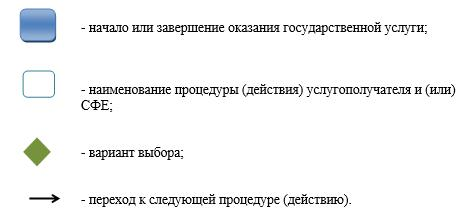 - начало или завершение оказания государственной услуги;
- наименование процедуры (действия) услугополучателя и (или)
СФЕ;
- вариант выбора;
- переход к следующей процедуре (действию).